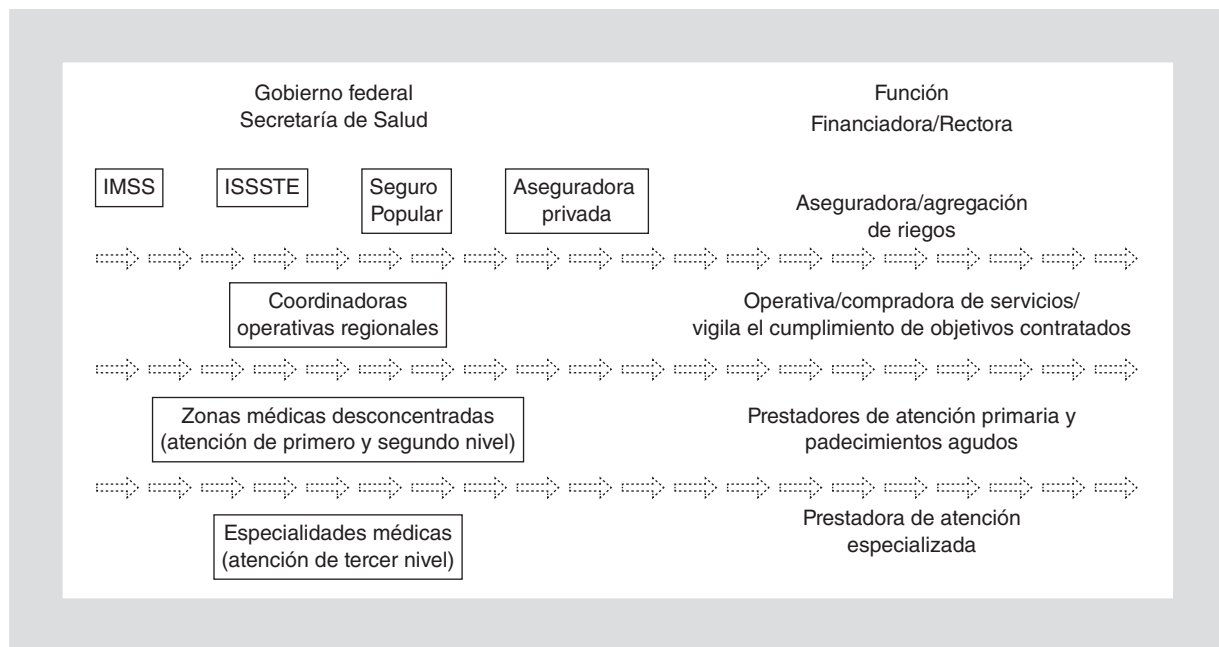 Gobierno federal
Secretaría de Salud
Función
Financiadora/Rectora
IMSS
ISSSTE
Seguro
Popular
Aseguradora
privada
Aseguradora/agregación
de riegos
Coordinadoras
operativas regionales
Operativa/compradora de servicios/
vigila el cumplimiento de objetivos contratados
Zonas médicas desconcentradas
(atención de primero y segundo nivel)
Prestadores de atención primaria y
padecimientos agudos
Especialidades médicas
(atención de tercer nivel)
Prestadora de atención
especializada